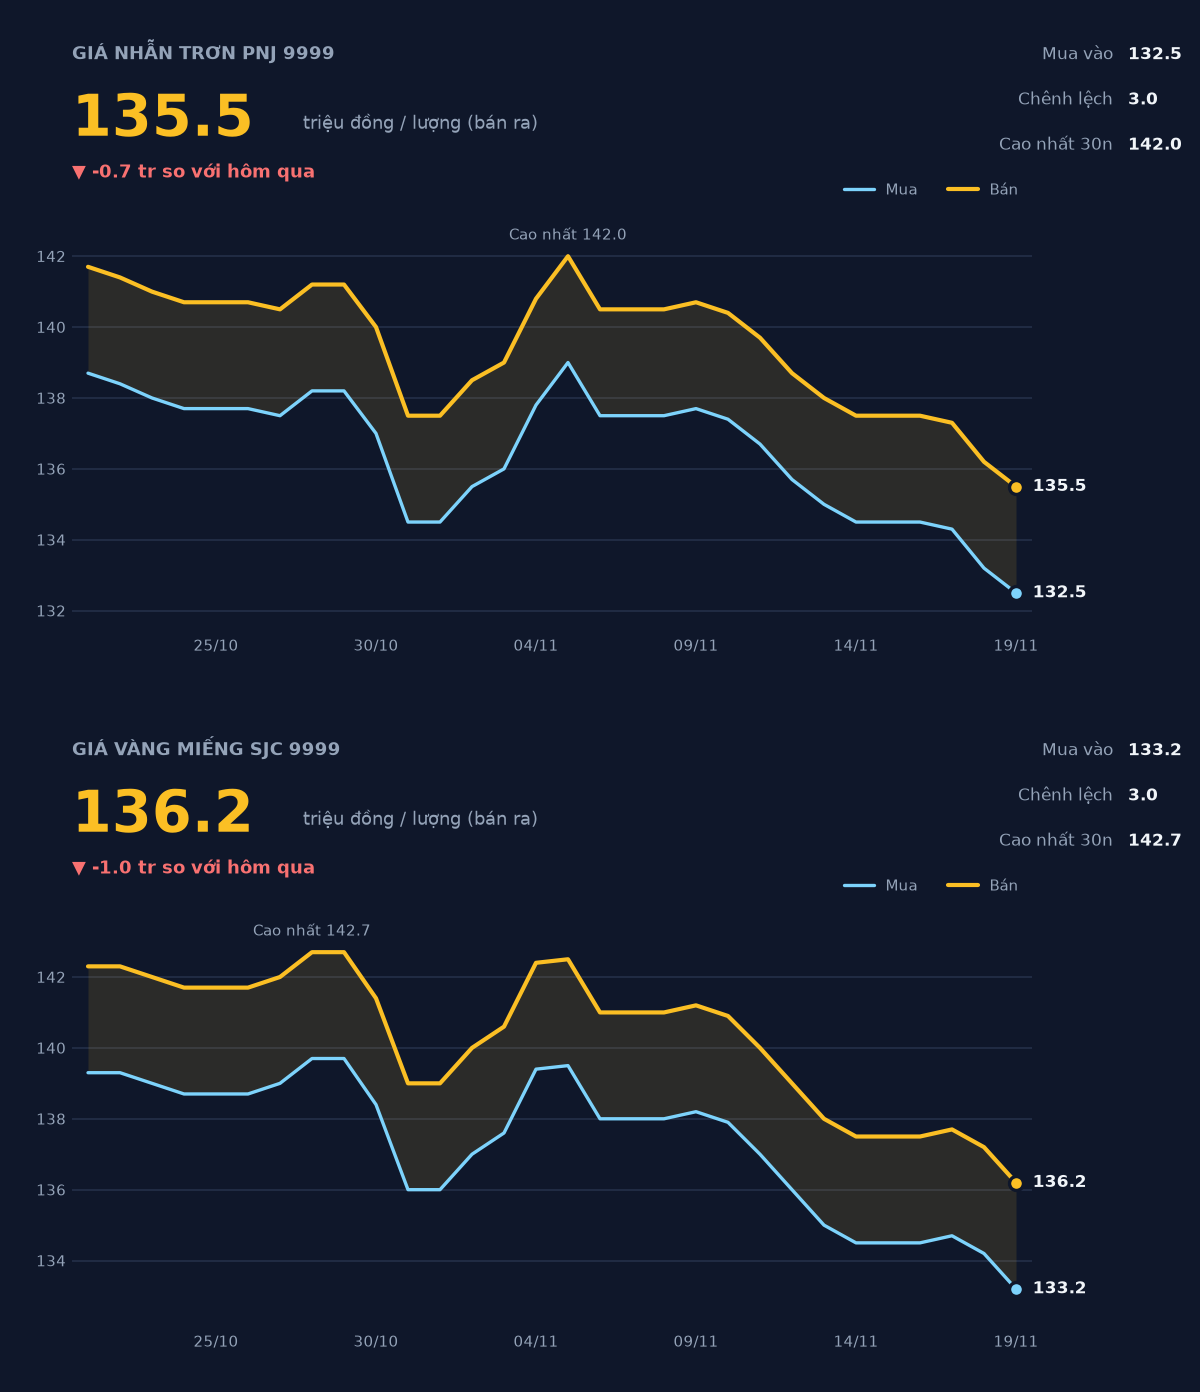 GIÁ NHẪN TRƠN PNJ 9999
135.5 triệu đồng / lượng (bán ra)
▼ -0.7 tr so với hôm qua
Mua vào 132.5
Chênh lệch 3.0
Cao nhất 30n 142.0
Mua Bán
Cao nhất 142.0
142
140
138
136
134
132
135.5
132.5
25/10 30/10 04/11 09/11 14/11 19/11
GIÁ VÀNG MIẾNG SJC 9999
136.2 triệu đồng / lượng (bán ra)
▼ -1.0 tr so với hôm qua
Mua vào 133.2
Chênh lệch 3.0
Cao nhất 30n 142.7
Mua Bán
Cao nhất 142.7
142
140
138
136
134
136.2
133.2
25/10 30/10 04/11 09/11 14/11 19/11